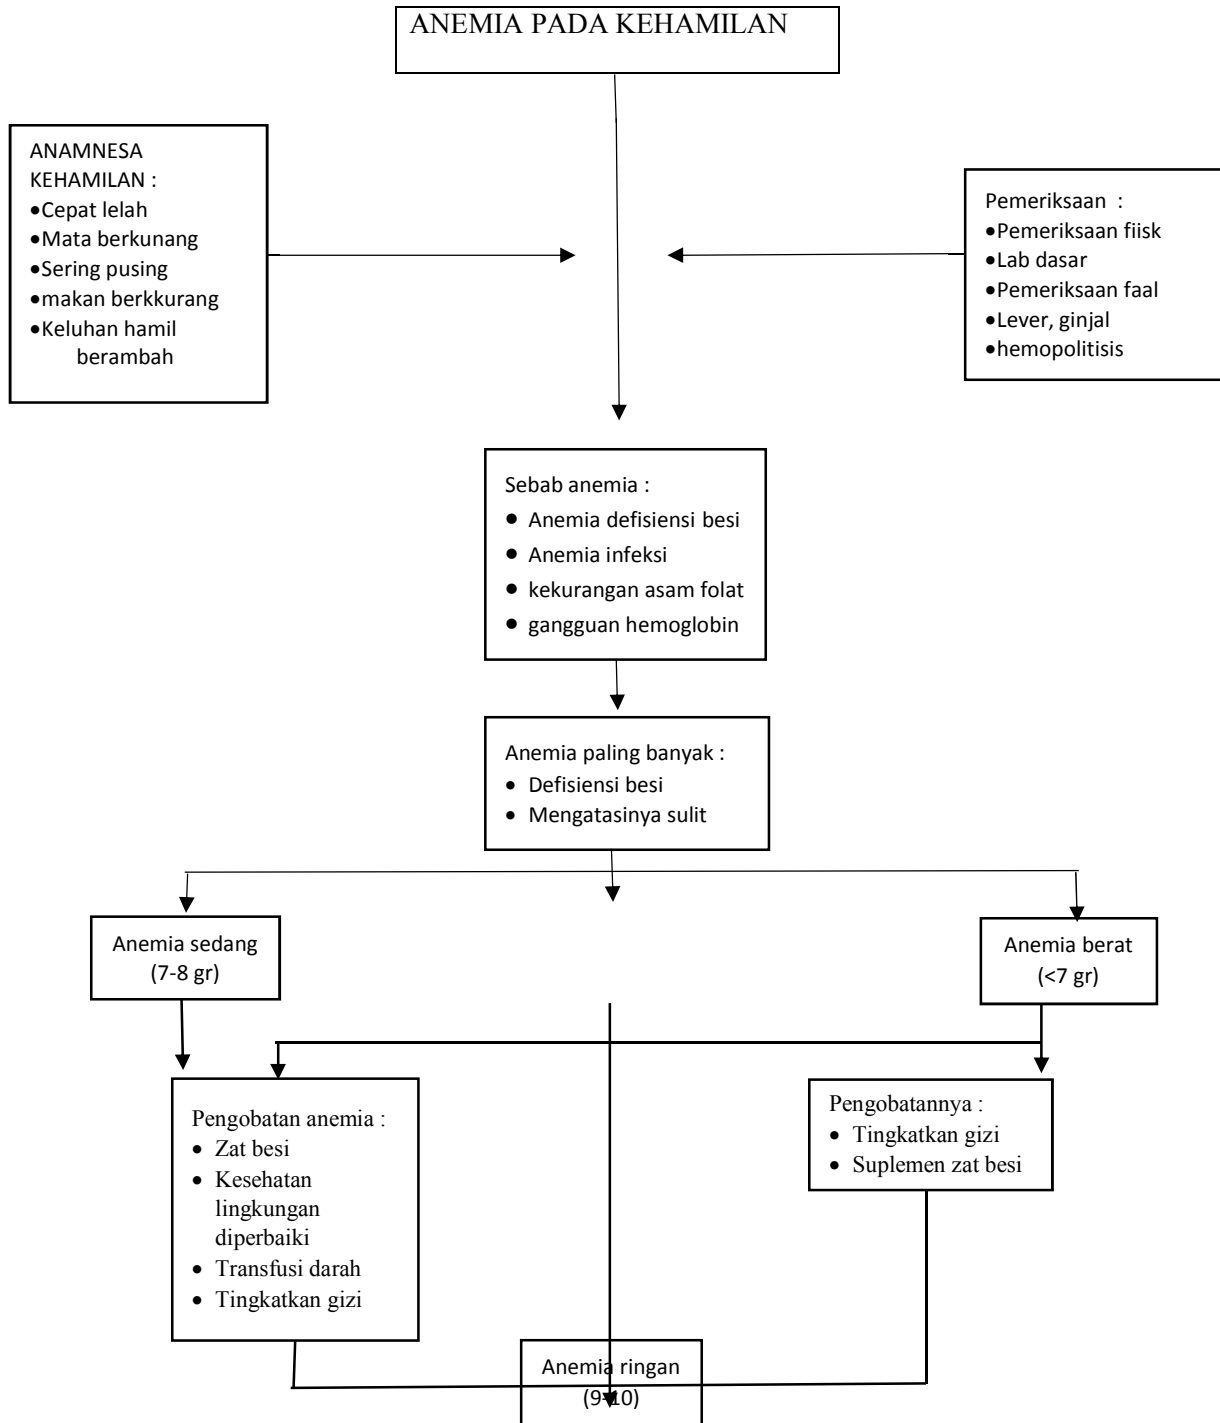 ANEMIA PADA KEHAMILAN
ANAMNESA
KEHAMILAN :
•Cepat lelah
•Mata berkunang
•Sering pusing
•makan berkkurang
•Keluhan hamil
berambah
Pemeriksaan :
•Pemeriksaan fiisk
•Lab dasar
•Pemeriksaan faal
•Lever, ginjal
•hemopolitisis
Sebab anemia :
• Anemia defisiensi besi
• Anemia infeksi
• kekurangan asam folat
• gangguan hemoglobin
Anemia paling banyak :
• Defisiensi besi
• Mengatasinya sulit
Anemia sedang
(7-8 gr)
Anemia berat
(<7 gr)
Pengobatan anemia :
• Zat besi
• Kesehatan
lingkungan
diperbaiki
• Transfusi darah
• Tingkatkan gizi
Pengobatannya :
• Tingkatkan gizi
• Suplemen zat besi
Anemia ringan
(9-10)